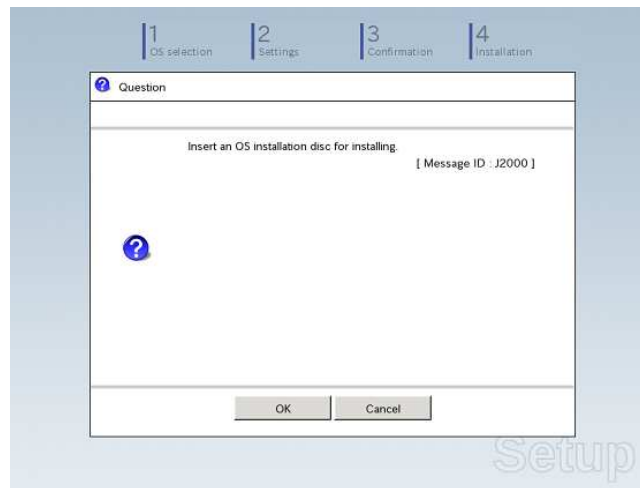 1
OS selection
2
Settings
3
Confirmation
4
Installation
Question
Insert an OS installation disc for installing.
[ Message ID : J2000 ]
OK
Cancel
Setup